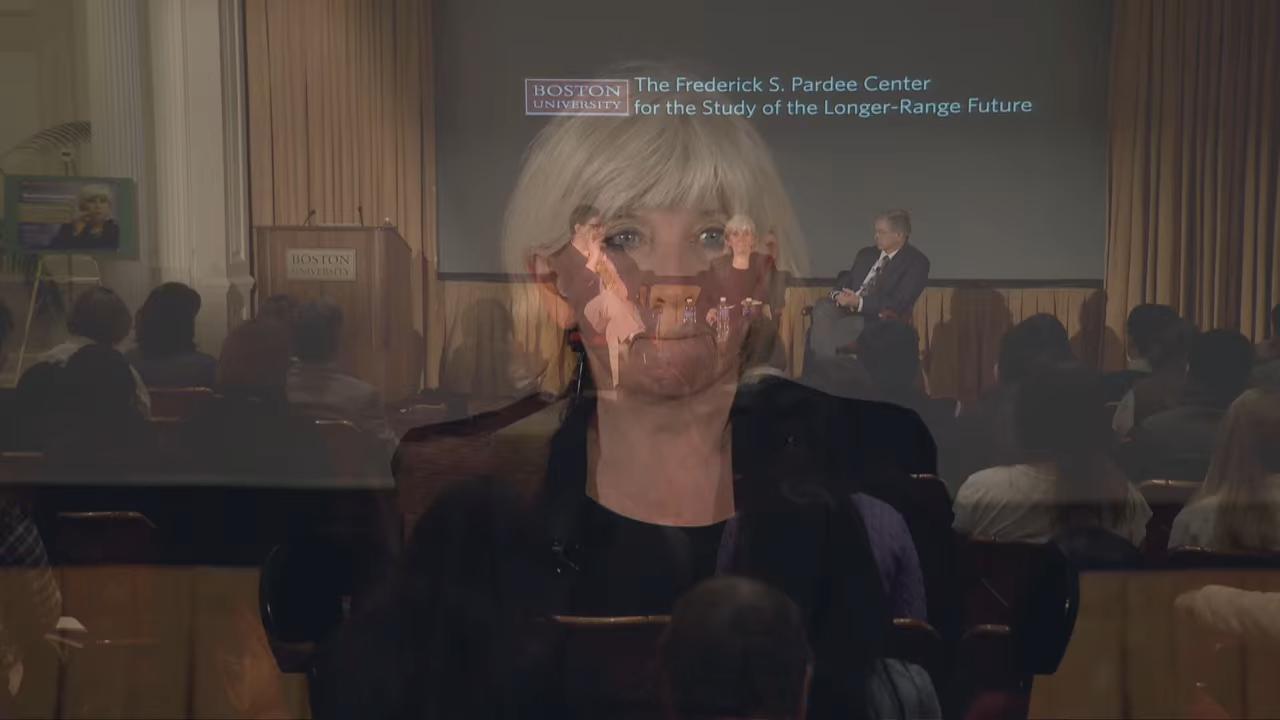 BOSTON
UNIVERSITY
The Frederick S. Pardee Center
for the Study of the Longer-Range Future
BOSTON
UNIVERSITY